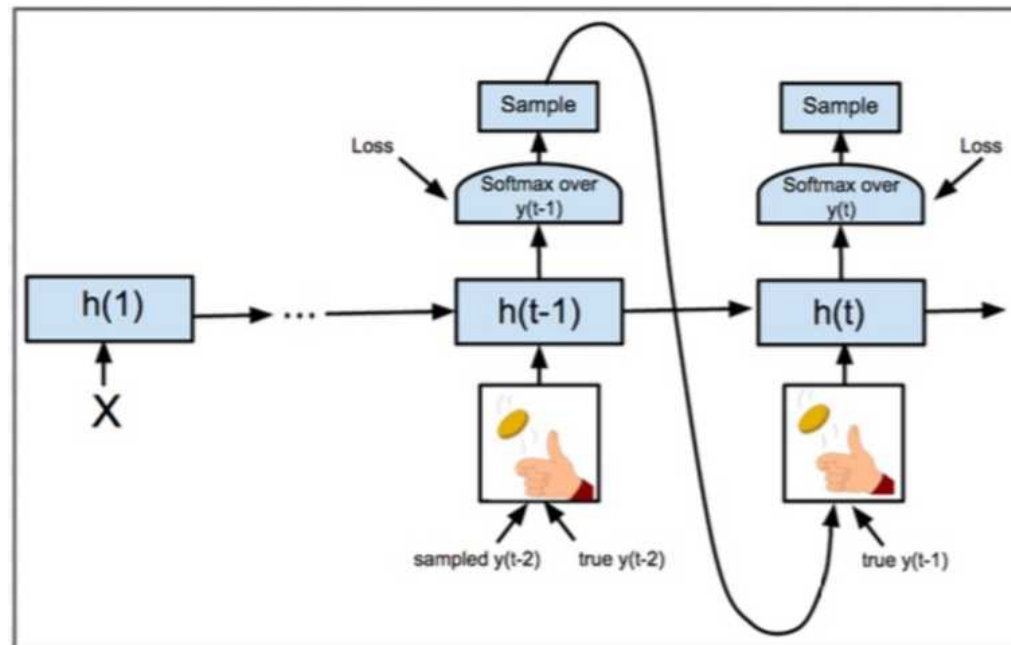 Sample
Sample
Loss
Loss
Softmax over
y(t-1)
Softmax over
y(t)
h(1)
...
h(t-1)
h(t)
X
sampled y(t-2)
true y(t-2)
true y(t-1)